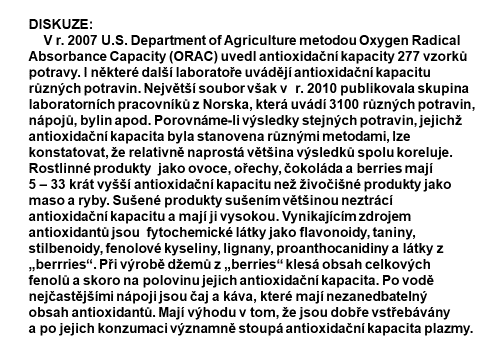 DISKUZE:
V r. 2007 U.S. Department of Agriculture metodou Oxygen Radical
Absorbance Capacity (ORAC) uvedl antioxidační kapacity 277 vzorků
potravy. I některé další laboratoře uvádějí antioxidační kapacitu
různých potravin. Největší soubor však v r. 2010 publikovala skupina
laboratorních pracovníků z Norska, která uvádí 3100 různých potravin,
nápojů, bylin apod. Porovnáme-li výsledky stejných potravin, jejichž
antioxidační kapacita byla stanovena různými metodami, lze
konstatovat, že relativně naprostá většina výsledků spolu koreluje.
Rostlinné produkty jako ovoce, ořechy, čokoláda a berries mají
5 – 33 krát vyšší antioxidační kapacitu než živočišné produkty jako
maso a ryby. Sušené produkty sušením většinou neztrácí
antioxidační kapacitu a mají ji vysokou. Vynikajícím zdrojem
antioxidantů jsou fytochemické látky jako flavonoidy, taniny,
stilbenoidy, fenolové kyseliny, lignany, proanthocanidiny a látky z
„berrries“. Při výrobě džemů z „berries“ klesá obsah celkových
fenolů a skoro na polovinu jejich antioxidační kapacita. Po vodě
nejčastějšími nápoji jsou čaj a káva, které mají nezanedbatelný
obsah antioxidantů. Mají výhodu v tom, že jsou dobře vstřebávány
a po jejich konzumaci významně stoupá antioxidační kapacita plazmy.